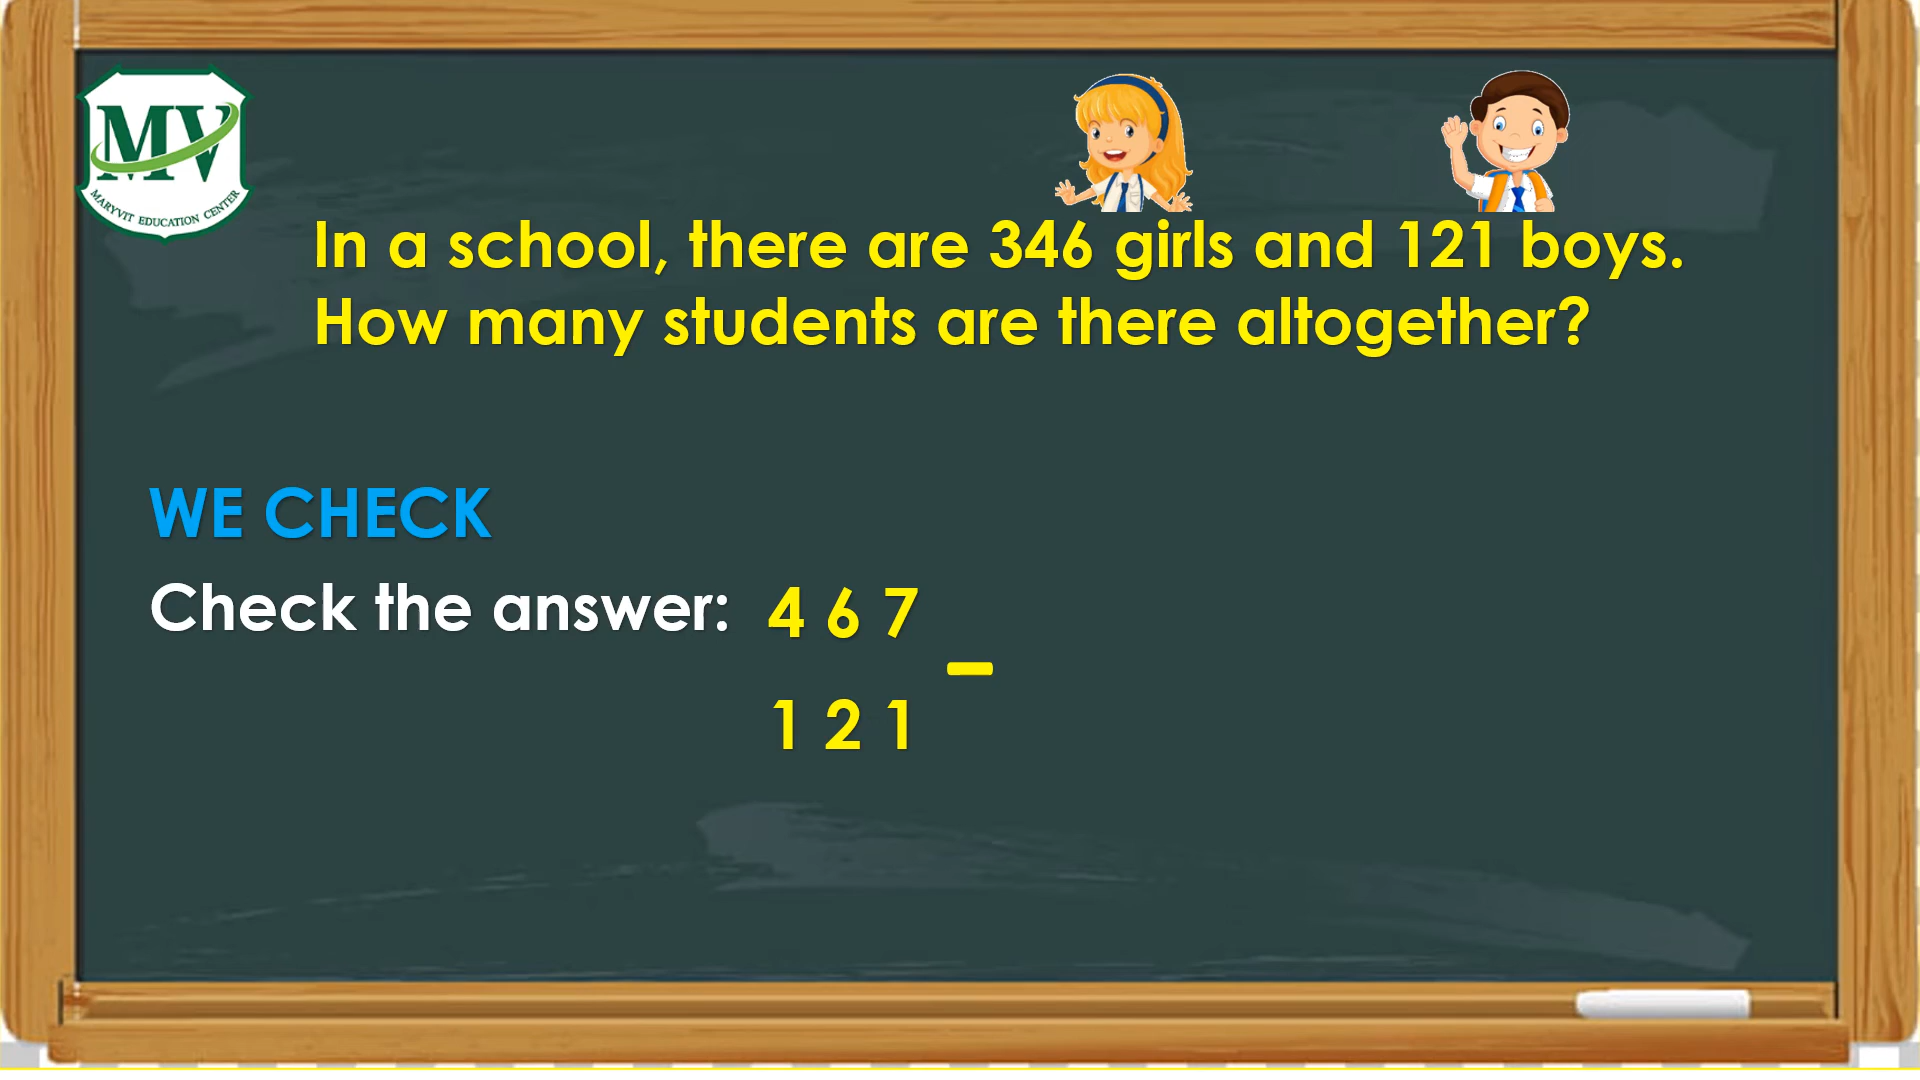 MV
MARYVIT EDUCATION CENTER
In a school, there are 346 girls and 121 boys.
How many students are there altogether?
WE CHECK
Check the answer: 4 6 7
–
1 2 1